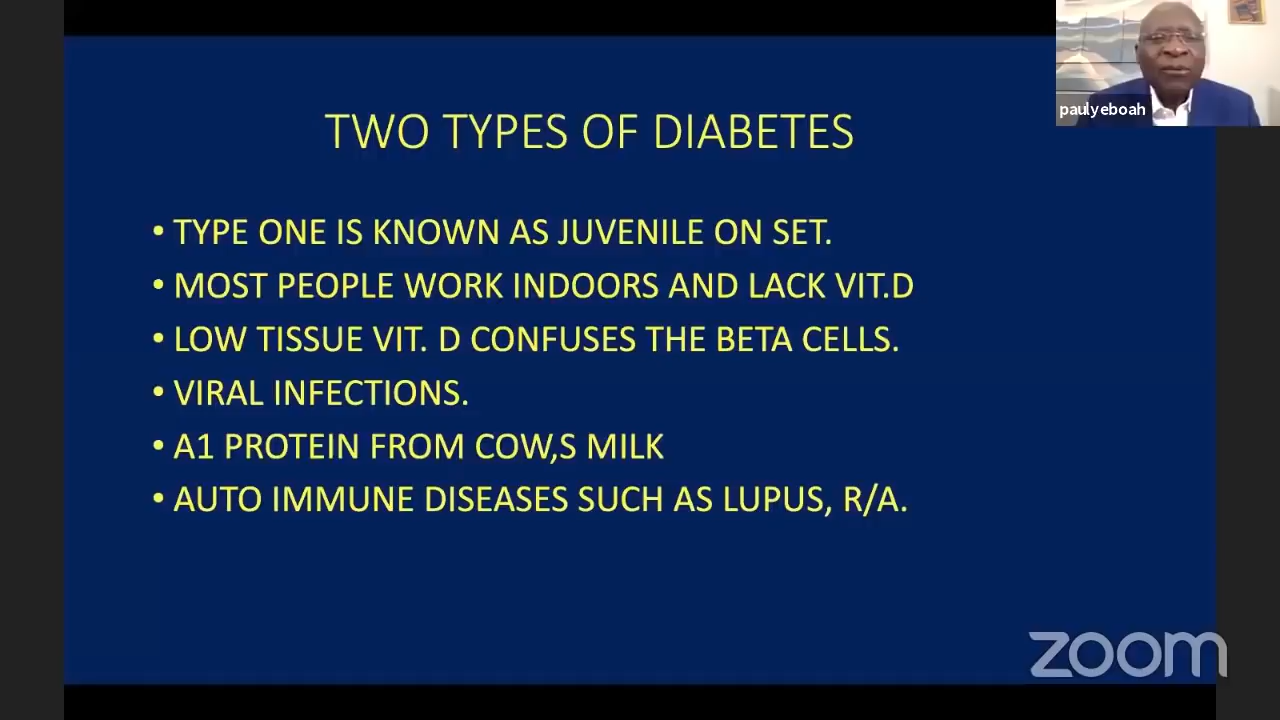 TWO TYPES OF DIABETES
• TYPE ONE IS KNOWN AS JUVENILE ON SET.
• MOST PEOPLE WORK INDOORS AND LACK VIT.D
• LOW TISSUE VIT. D CONFUSES THE BETA CELLS.
• VIRAL INFECTIONS.
• A1 PROTEIN FROM COW,S MILK
• AUTO IMMUNE DISEASES SUCH AS LUPUS, R/A.
paulyeboah
zoom